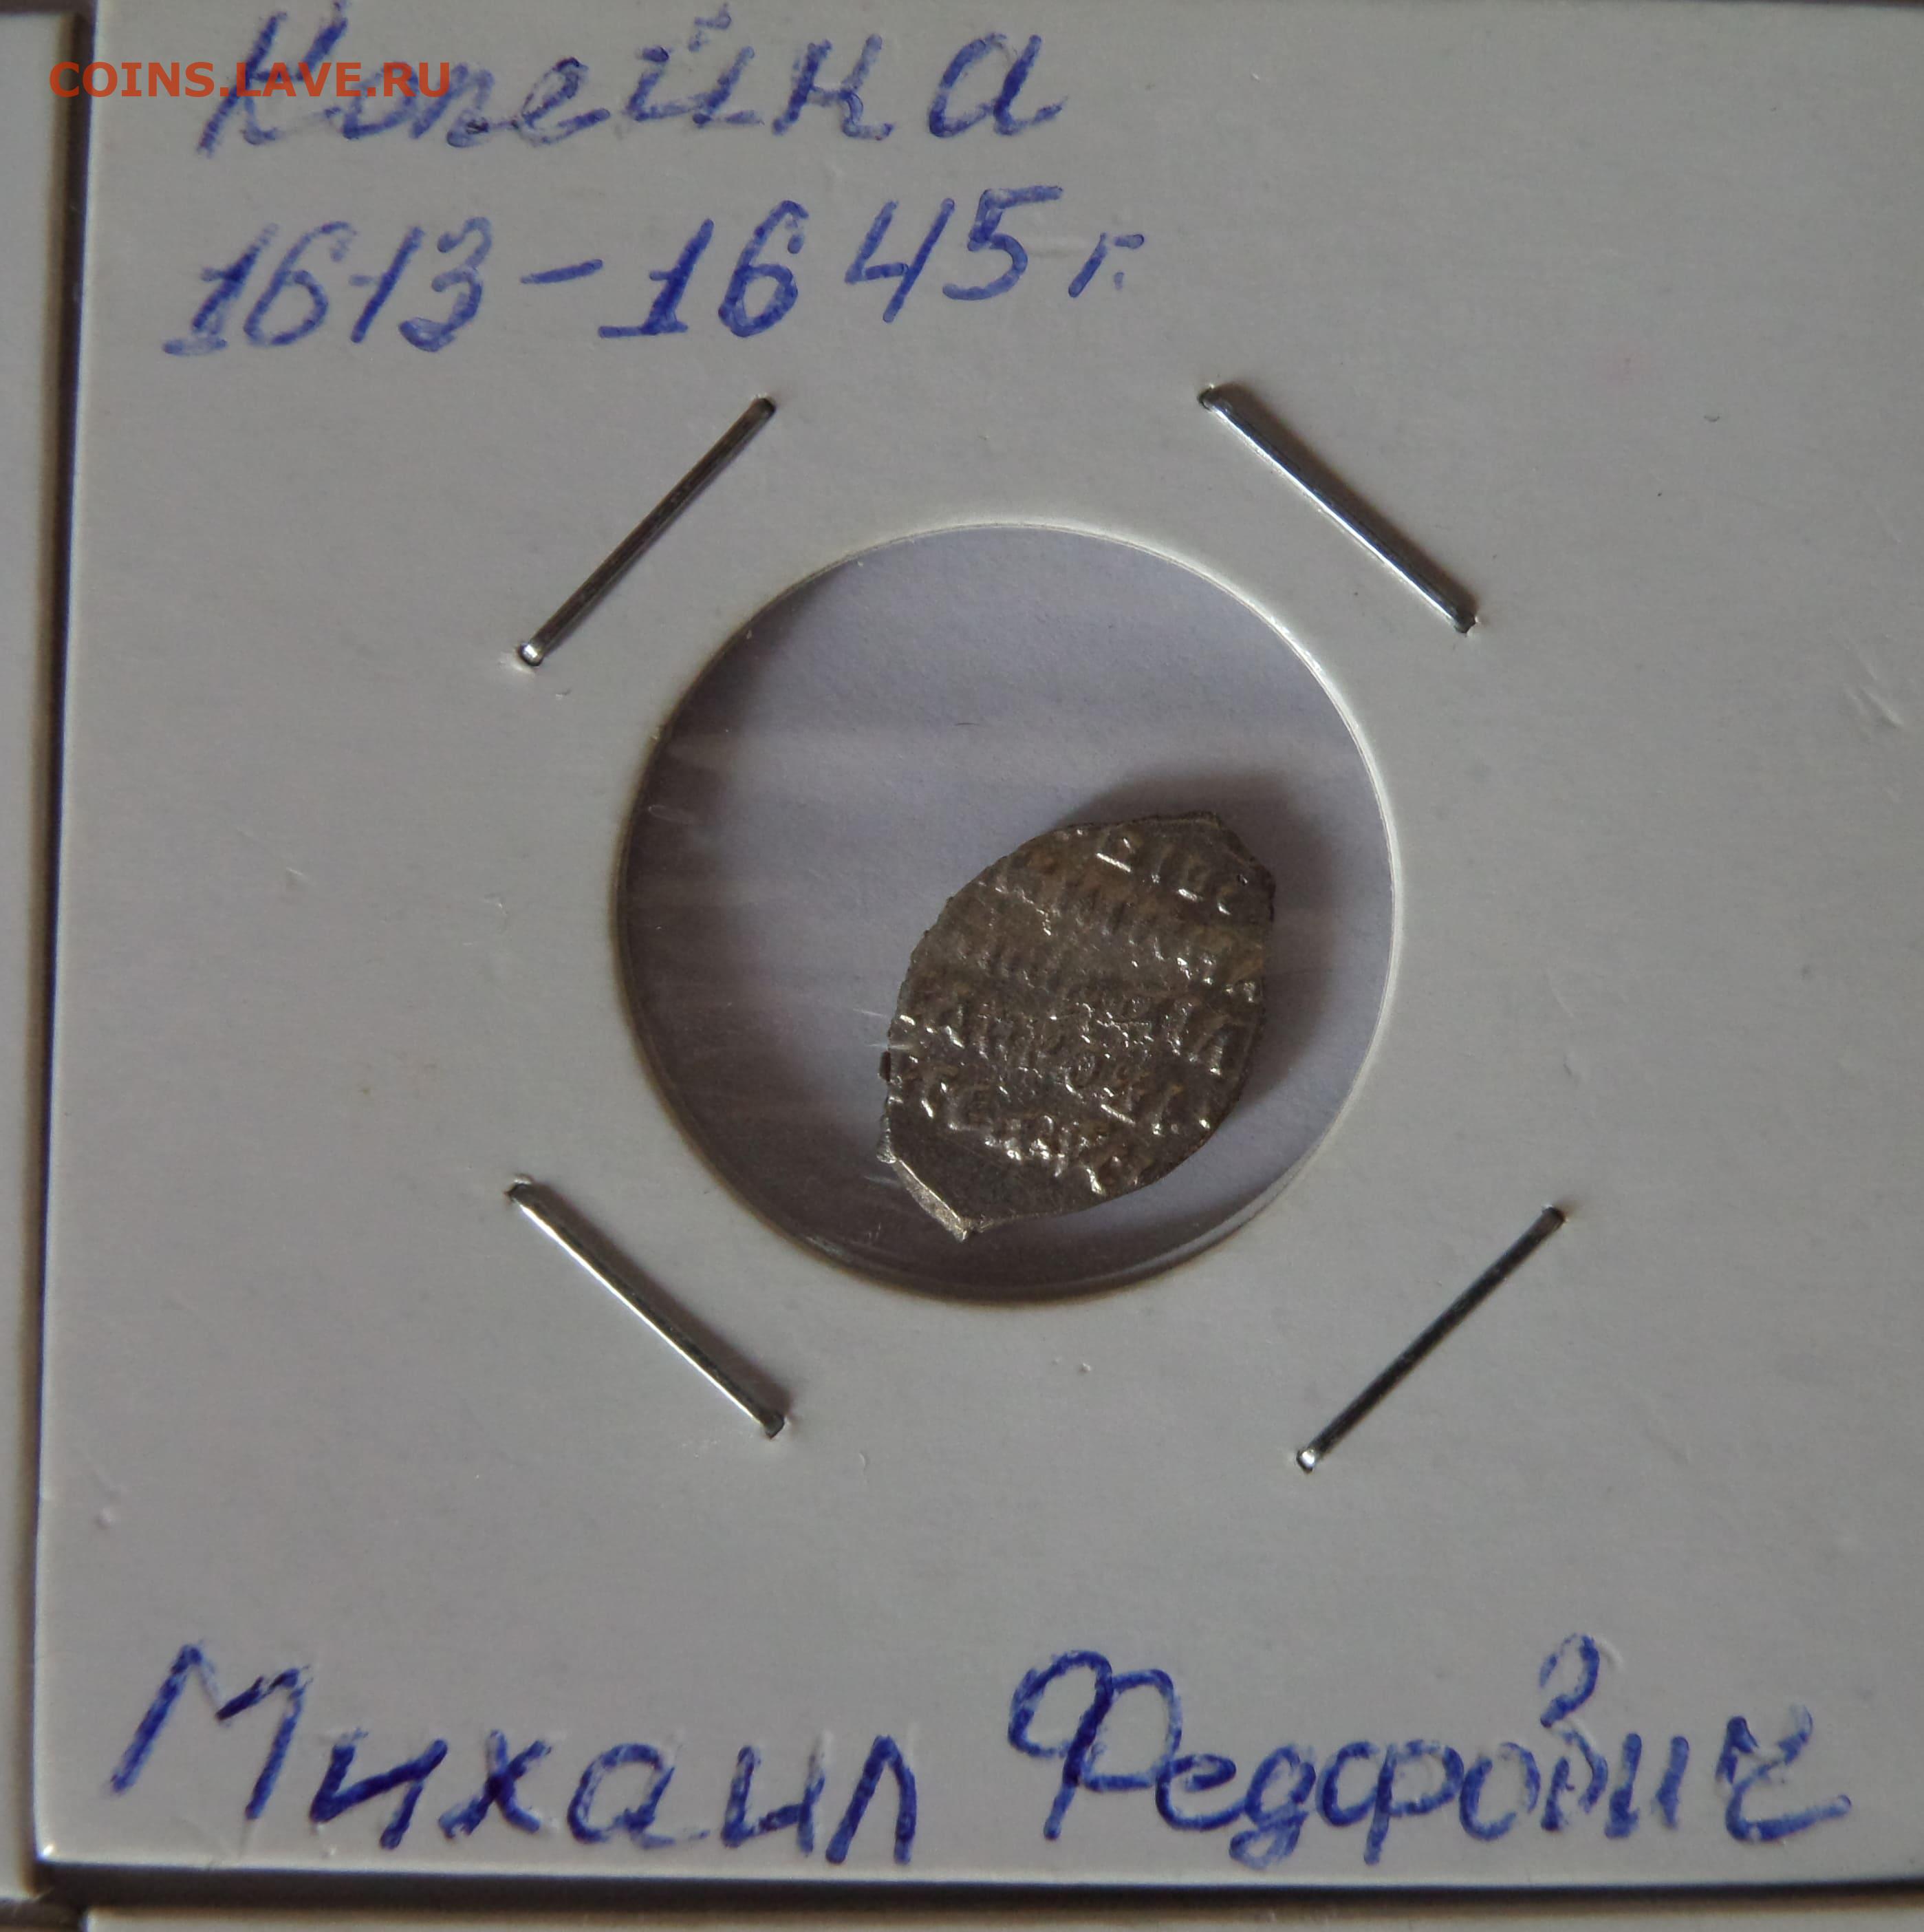 COINS.LAVE.RU
Копейка
1613-1645г.
Михаил Федорович